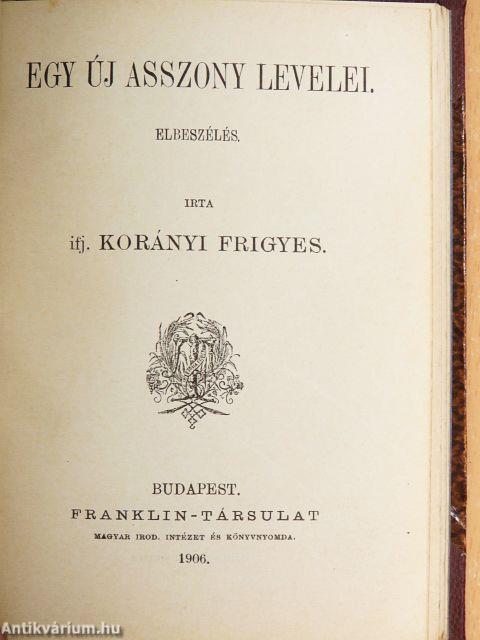 EGY ÚJ ASSZONY LEVELEI.
ELBESZÉLÉS.
IRTA
ifj. KORÁNYI FRIGYES.
BUDAPEST.
FRANKLIN-TÁRSULAT
MAGYAR IROD. INTÉZET ÉS KÖNYVNYOMDA.
1906.
Antikvárium.hu